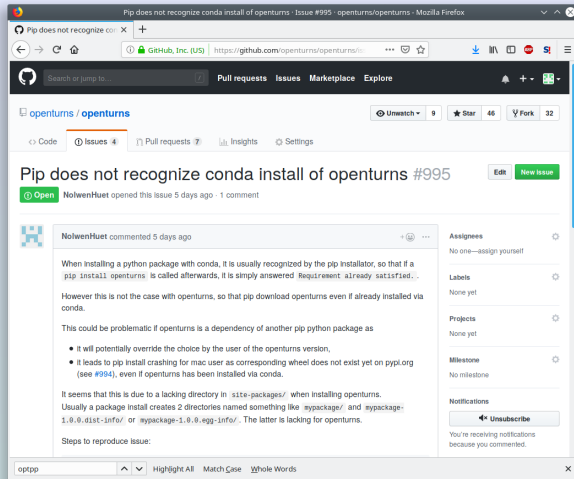 Pip does not recognize conda install of openturns · Issue #995 · openturns/openturns - Mozilla Firefox
Pip does not recognize con
GitHub, Inc. (US) https://github.com/openturns/openturns/is
Search or jump to... / Pull requests Issues Marketplace Explore
openturns / openturns Unwatch 9 Star 46 Fork 32
Code Issues 4 Pull requests 7 Insights Settings
Pip does not recognize conda install of openturns #995 Edit New issue
Open NolwenHuet opened this issue 5 days ago · 1 comment
NolwenHuet commented 5 days ago
When installing a python package with conda, it is usually recognized by the pip installator, so that if a
pip install openturns is called afterwards, it is simply answered Requirement already satisfied. .
However this is not the case with openturns, so that pip download openturns even if already installed via
conda.
This could be problematic if openturns is a dependency of another pip python package as
it will potentially override the choice by the user of the openturns version,
it leads to pip install crashing for mac user as corresponding wheel does not exist yet on pypi.org
(see #994), even if openturns has been installed via conda.
It seems that this is due to a lacking directory in site-packages/ when installing openturns.
Usually a package install creates 2 directories named something like mypackage/ and mypackage-
1.0.0.dist-info/ or mypackage-1.0.0.egg-info/ . The latter is lacking for openturns.
Steps to reproduce issue:
Assignees
No one—assign yourself
Labels
None yet
Projects
None yet
Milestone
No milestone
Notifications
Unsubscribe
You're receiving notifications
because you commented.
optpp Highlight All Match Case Whole Words